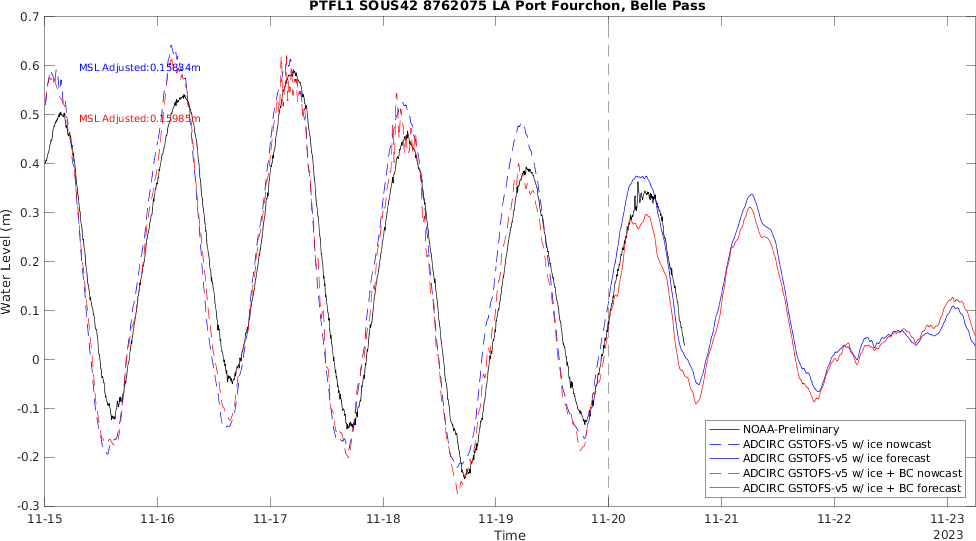 PTFL1 SOUS42 8762075 LA Port Fourchon, Belle Pass
0.7
0.6
0.5
0.4
0.3
0.2
0.1
0
-0.1
-0.2
-0.3
Water Level (m)
MSL Adjusted:0.15834m
MSL Adjusted:0.15985m
NOAA-Preliminary
ADCIRC GSTOFS-v5 w/ ice nowcast
ADCIRC GSTOFS-v5 w/ ice forecast
ADCIRC GSTOFS-v5 w/ ice + BC nowcast
ADCIRC GSTOFS-v5 w/ ice + BC forecast
11-15 11-16 11-17 11-18 11-19 11-20 11-21 11-22 11-23
Time
2023